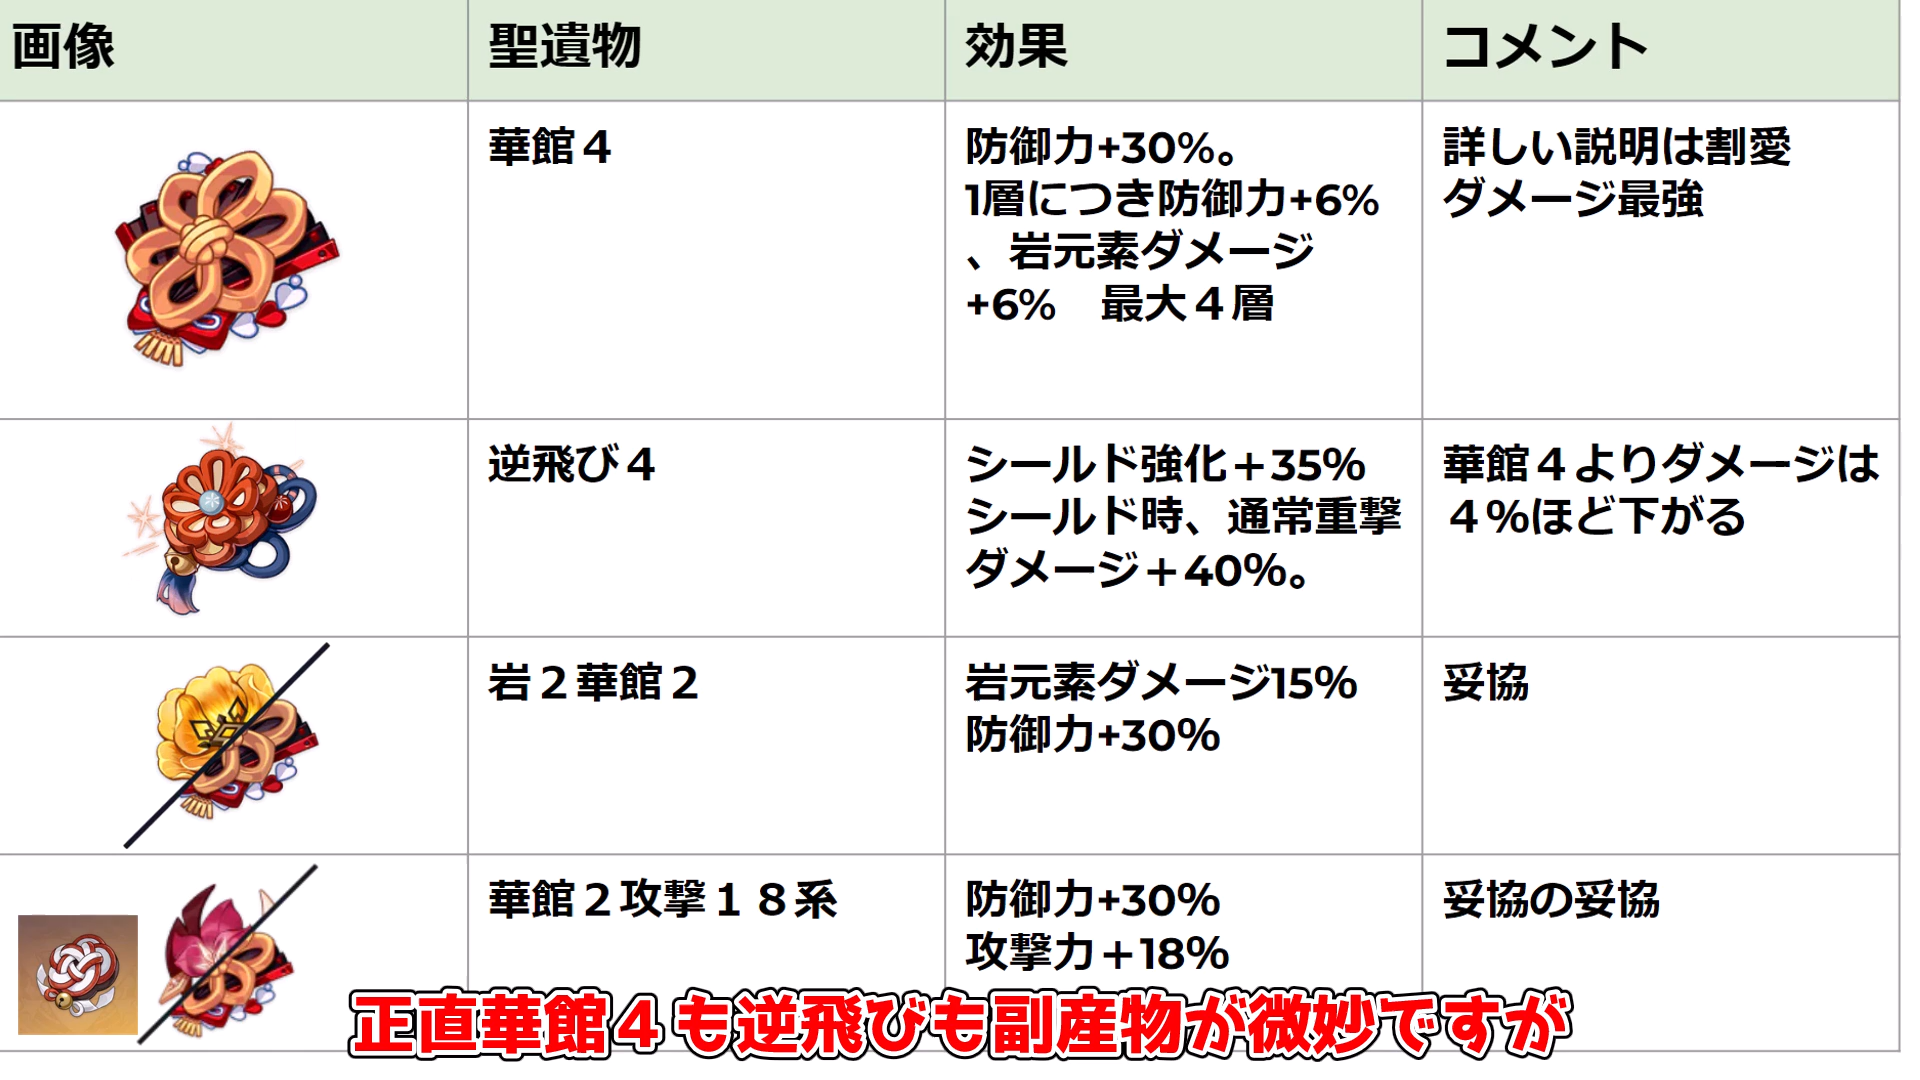 画像
聖遺物
効果
コメント
華館４
防御力+30%。
1層につき防御力+6%
、岩元素ダメージ
+6%　最大４層
詳しい説明は割愛
ダメージ最強
逆飛び４
シールド強化＋35%
シールド時、通常重撃
ダメージ＋40%。
華館４よりダメージは
４%ほど下がる
岩２華館２
岩元素ダメージ15%
防御力+30%
妥協
華館２攻撃１８系
防御力+30%
攻撃力＋18%
妥協の妥協
正直華館４も逆飛びも副産物が微妙ですが